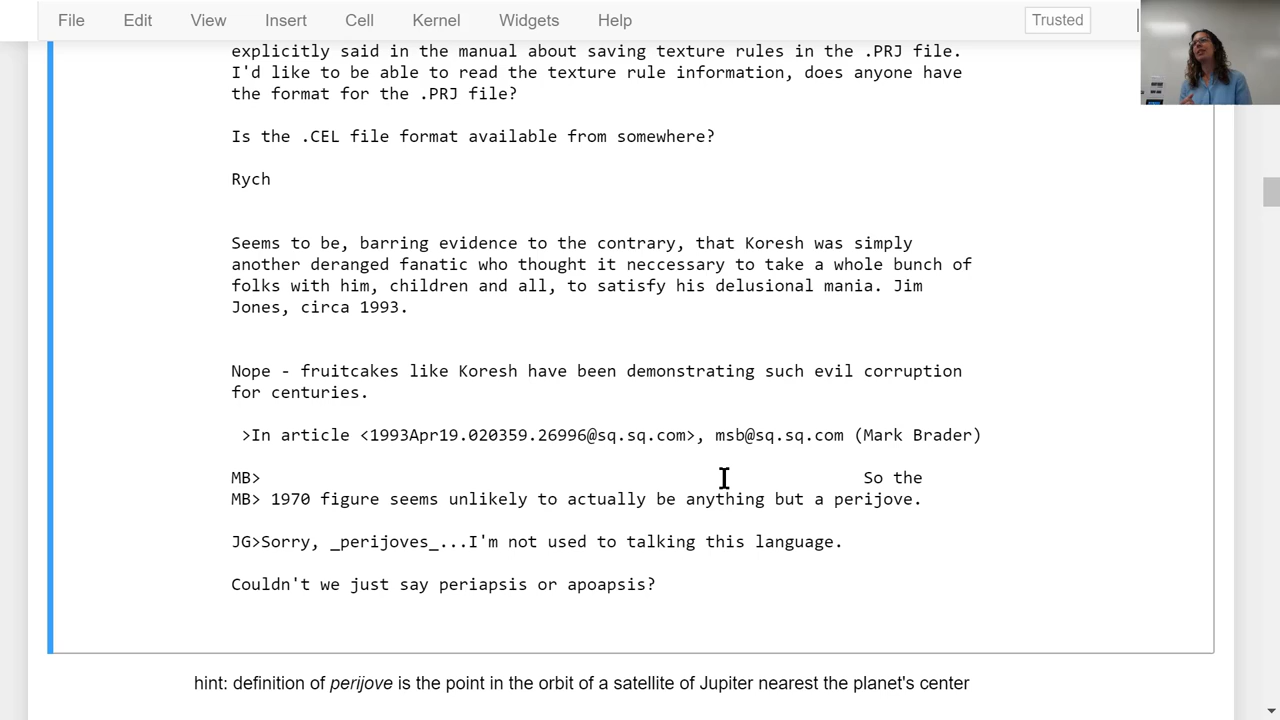 File Edit View Insert Cell Kernel Widgets Help Trusted
explicitly said in the manual about saving texture rules in the .PRJ file.
I'd like to be able to read the texture rule information, does anyone have
the format for the .PRJ file?
Is the .CEL file format available from somewhere?
Rych
Seems to be, barring evidence to the contrary, that Koresh was simply
another deranged fanatic who thought it neccessary to take a whole bunch of
folks with him, children and all, to satisfy his delusional mania. Jim
Jones, circa 1993.
Nope - fruitcakes like Koresh have been demonstrating such evil corruption
for centuries.
>In article <1993Apr19.020359.26996@sq.sq.com>, msb@sq.sq.com (Mark Brader)
MB> So the
MB> 1970 figure seems unlikely to actually be anything but a perijove.
JG>Sorry, _perijoves_...I'm not used to talking this language.
Couldn't we just say periapsis or apoapsis?
hint: definition of perijove is the point in the orbit of a satellite of Jupiter nearest the planet's center